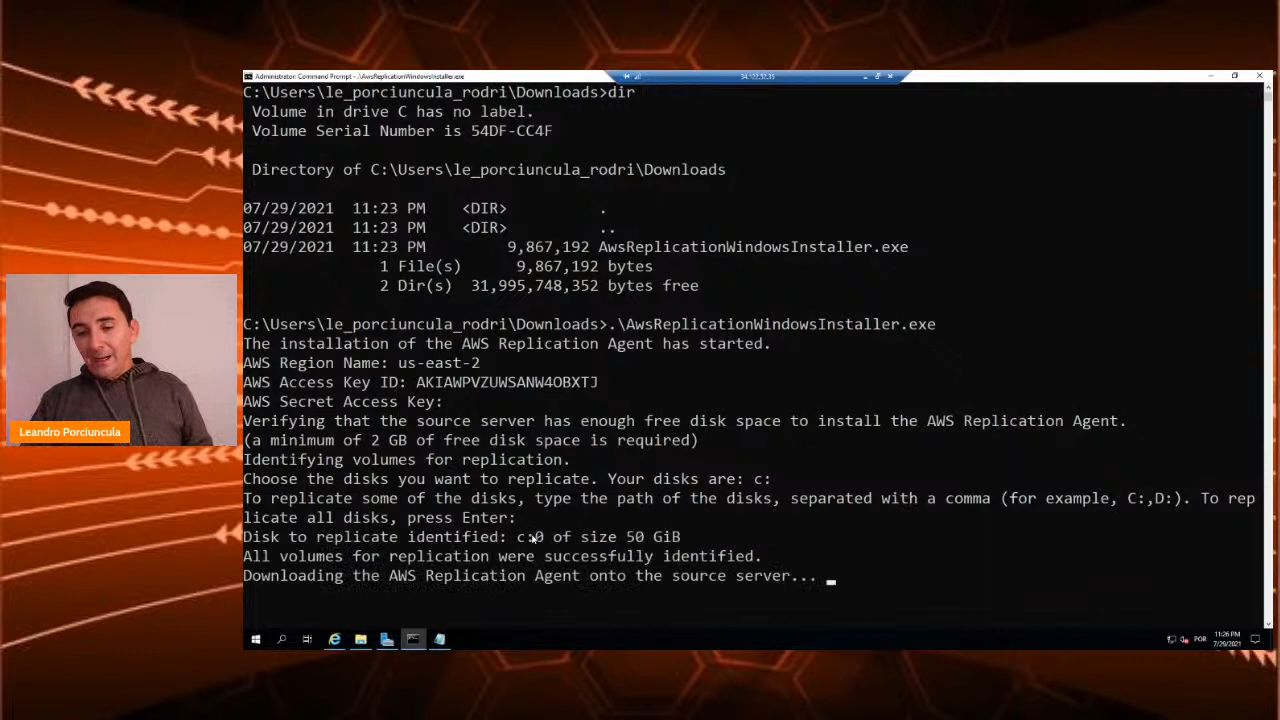 Administrator: Command Prompt - .\AwsReplicationWindowsInstaller.exe
34.122.52.35
C:\Users\le_porciuncula_rodri\Downloads>dir
Volume in drive C has no label.
Volume Serial Number is 54DF-CC4F
Directory of C:\Users\le_porciuncula_rodri\Downloads
07/29/2021 11:23 PM <DIR> .
07/29/2021 11:23 PM <DIR> ..
07/29/2021 11:23 PM 9,867,192 AwsReplicationWindowsInstaller.exe
1 File(s) 9,867,192 bytes
2 Dir(s) 31,995,748,352 bytes free
C:\Users\le_porciuncula_rodri\Downloads>.\AwsReplicationWindowsInstaller.exe
The installation of the AWS Replication Agent has started.
AWS Region Name: us-east-2
AWS Access Key ID: AKIAWPVZUWSANW4OBXTJ
AWS Secret Access Key:
Verifying that the source server has enough free disk space to install the AWS Replication Agent.
(a minimum of 2 GB of free disk space is required)
Identifying volumes for replication.
Choose the disks you want to replicate. Your disks are: c:
To replicate some of the disks, type the path of the disks, separated with a comma (for example, C:,D:). To rep
licate all disks, press Enter:
Disk to replicate identified: c:0 of size 50 GiB
All volumes for replication were successfully identified.
Downloading the AWS Replication Agent onto the source server...
Leandro Porciuncula
POR
11:26 PM
7/29/2021